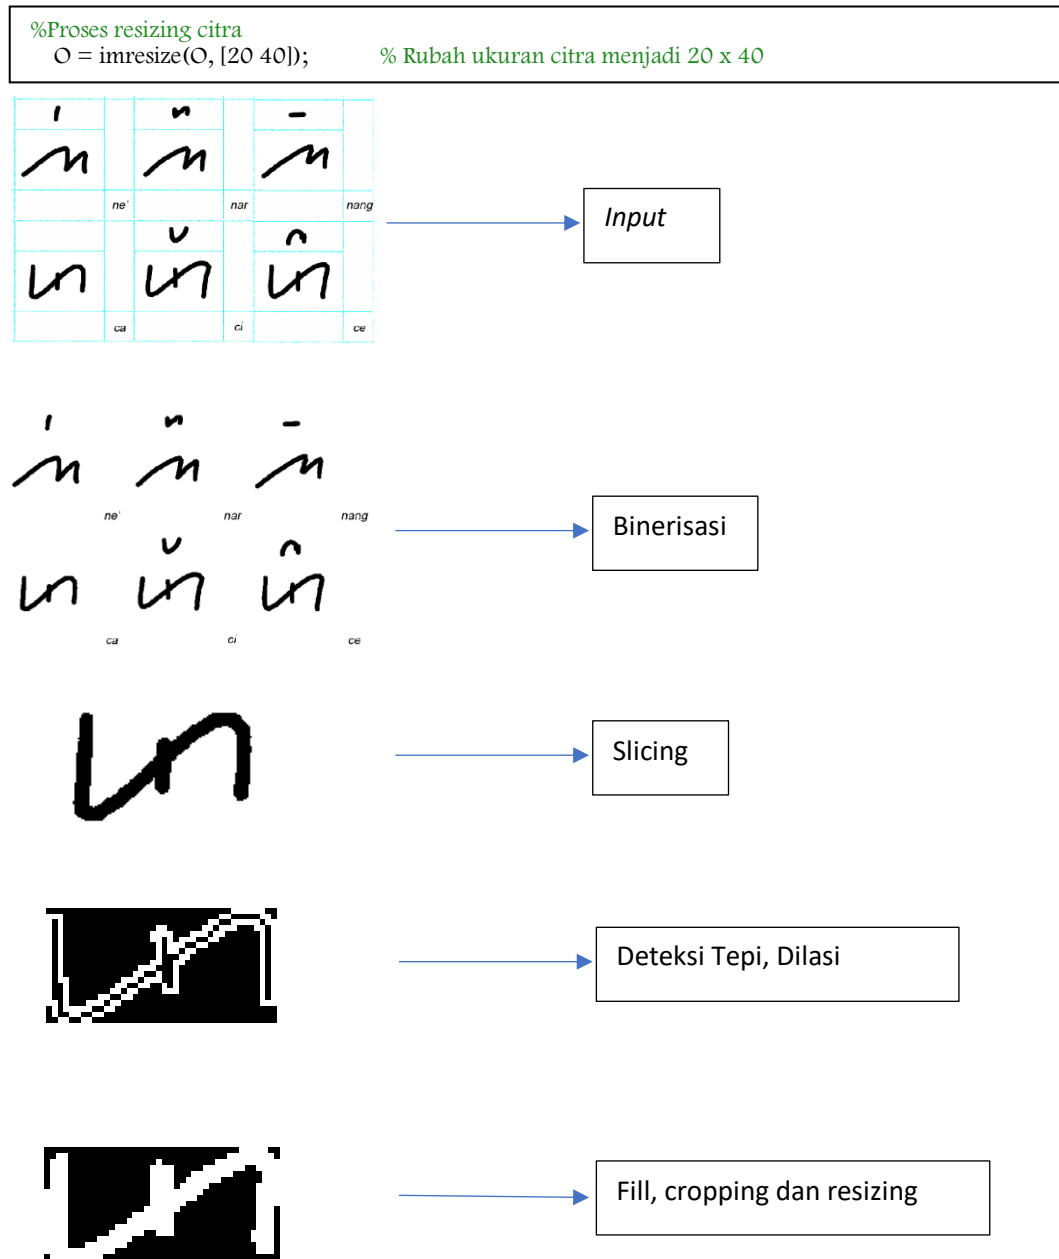 %Proses resizing citra
O = imresize(O, [20 40]); % Rubah ukuran citra menjadi 20 x 40
ne' nar nang
Input
ca ci ce
ne' nar nang
Binerisasi
ca ci ce
Slicing
Deteksi Tepi, Dilasi
Fill, cropping dan resizing